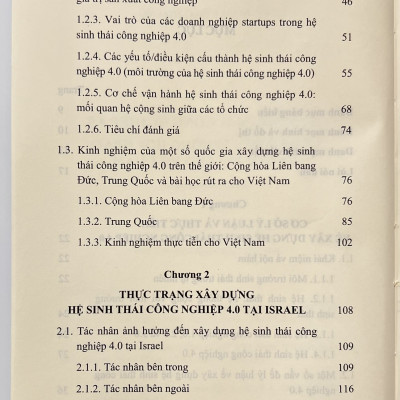 giá trị sản xuất công nghiệp 46
1.2.3. Vai trò của các doanh nghiệp startups trong hệ
sinh thái công nghiệp 4.0 51
1.2.4. Các yếu tố/điều kiện cấu thành hệ sinh thái công
nghiệp 4.0 (môi trường của hệ sinh thái công nghiệp 4.0) 55
1.2.5. Cơ chế vận hành hệ sinh thái công nghiệp 4.0:
mối quan hệ cộng sinh giữa các tổ chức 68
1.2.6. Tiêu chí đánh giá 74
1.3. Kinh nghiệm của một số quốc gia xây dựng hệ sinh
thái công nghiệp 4.0 trên thế giới: Cộng hòa Liên bang
Đức, Trung Quốc và bài học rút ra cho Việt Nam 76
1.3.1. Cộng hòa Liên bang Đức 76
1.3.2. Trung Quốc 85
1.3.3. Kinh nghiệm thực tiễn cho Việt Nam 102
Chương 2
THỰC TRẠNG XÂY DỰNG
HỆ SINH THÁI CÔNG NGHIỆP 4.0 TẠI ISRAEL 108
2.1. Tác nhân ảnh hưởng đến xây dựng hệ sinh thái công
nghiệp 4.0 tại Israel 109
2.1.1. Tác nhân bên trong 109
2.1.2. Tác nhân bên ngoài 116